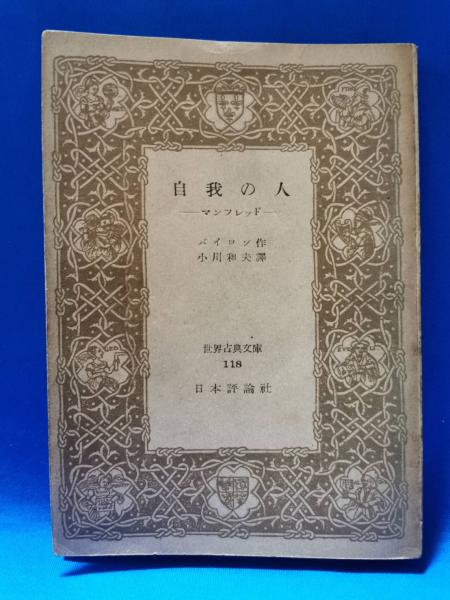 自我の人
―マンフレッド―
バイロン作
小川和夫譯
世界古典文庫
118
日本評論社